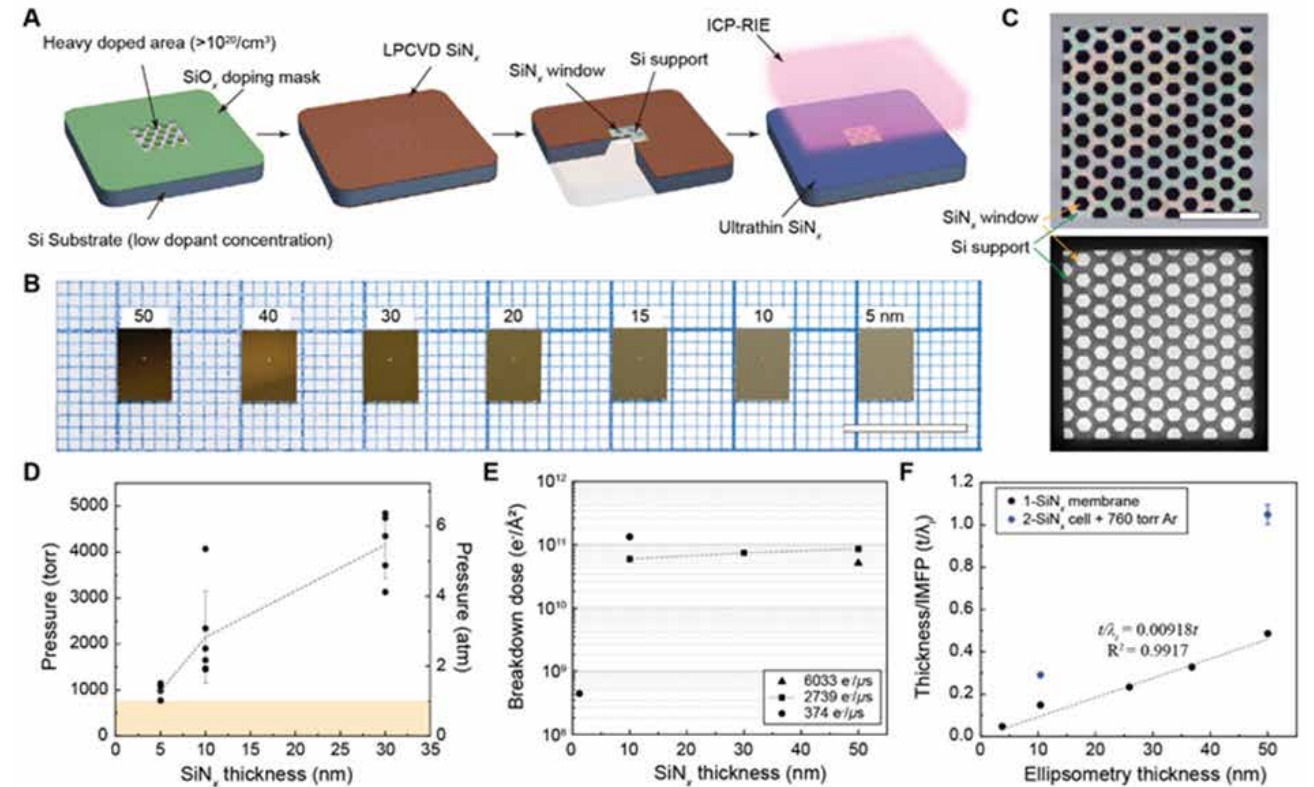 A
Heavy doped area (>10²⁰/cm³)
SiOₓ doping mask
LPCVD SiNₓ
SiNₓ window
Si support
ICP-RIE
Si Substrate (low dopant concentration)
Ultrathin SiNₓ
B
50
40
30
20
15
10
5 nm
C
SiNₓ window
Si support
D
Pressure (torr)
5000
4000
3000
2000
1000
0
6
4
2
0
Pressure (atm)
0 5 10 15 20 25 30 35
SiNₓ thickness (nm)
E
Breakdown dose (e⁻/Å²)
10¹²
10¹¹
10¹⁰
10⁹
10⁸
6033 e⁻/μs
2739 e⁻/μs
374 e⁻/μs
0 10 20 30 40 50
SiNₓ thickness (nm)
F
Thickness/IMFP (t/λᵢ)
1.2
1.0
0.8
0.6
0.4
0.2
0.0
1-SiNₓ membrane
2-SiNₓ cell + 760 torr Ar
t/λᵢ = 0.00918t
R² = 0.9917
0 10 20 30 40 50
Ellipsometry thickness (nm)